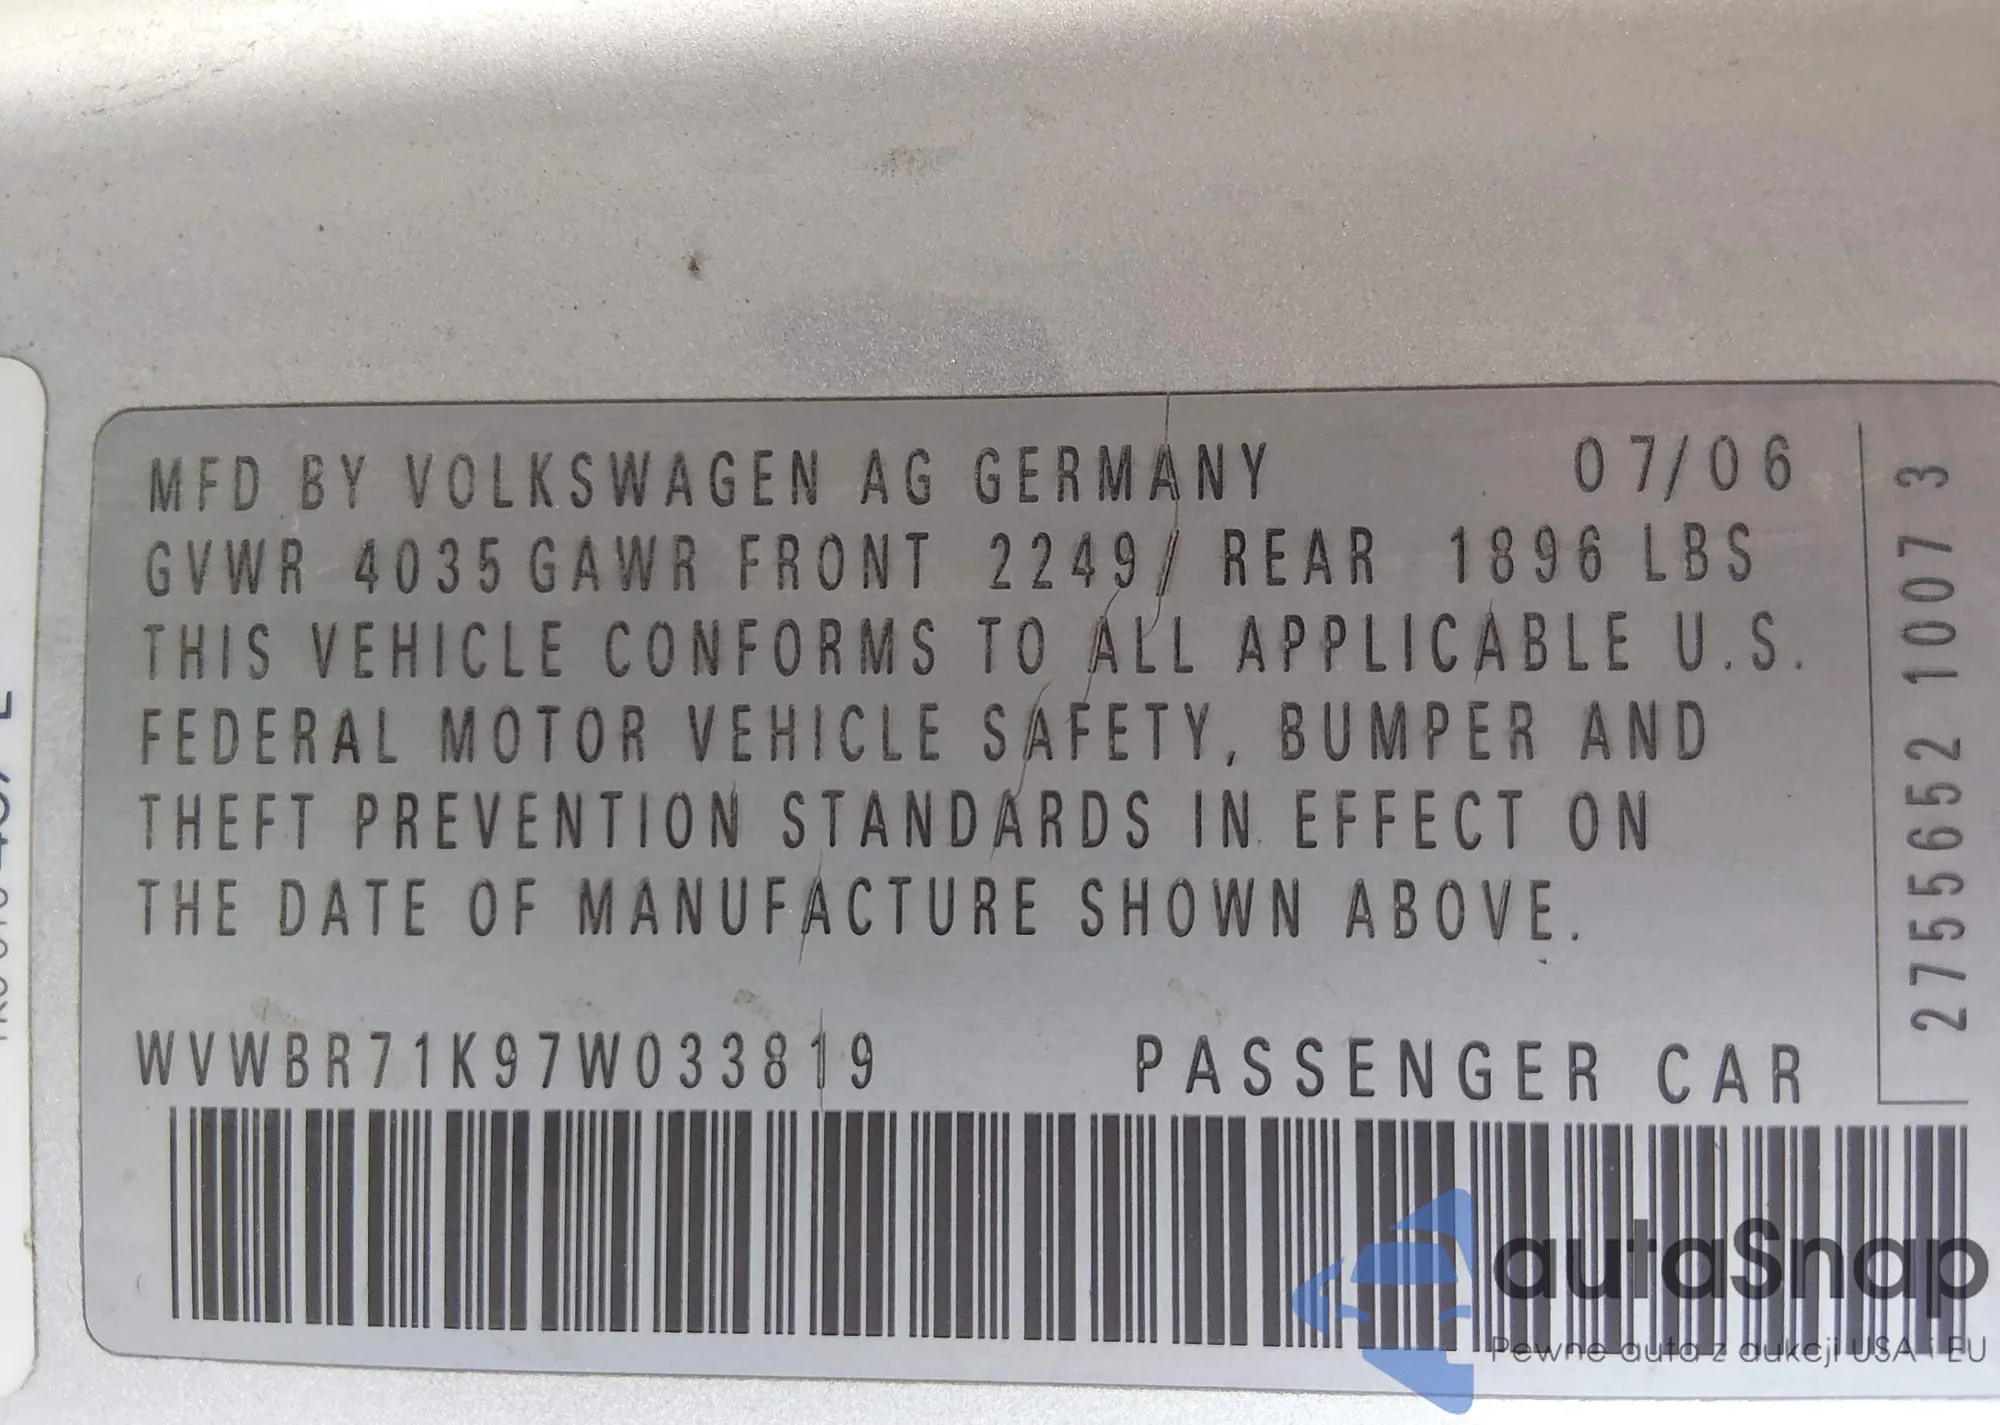 MFD BY VOLKSWAGEN AG GERMANY 07/06
GVWR 4035 GAWR FRONT 2249/ REAR 1896 LBS
THIS VEHICLE CONFORMS TO ALL APPLICABLE U.S.
FEDERAL MOTOR VEHICLE SAFETY, BUMPER AND
THEFT PREVENTION STANDARDS IN EFFECT ON
THE DATE OF MANUFACTURE SHOWN ABOVE.
WVWBR71K97W033819 PASSENGER CAR
2755652 1007 3
autaSnap
Pewne auta z aukcji USA i EU